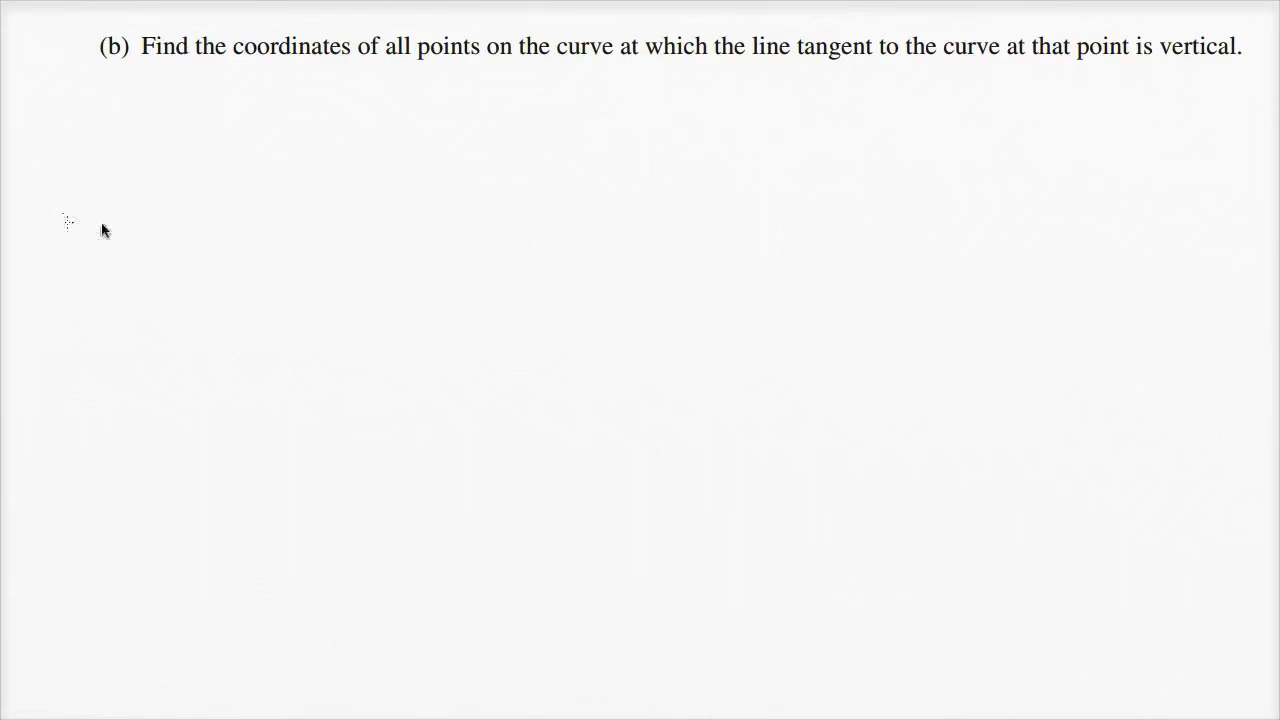 (b) Find the coordinates of all points on the curve at which the line tangent to the curve at that point is vertical.